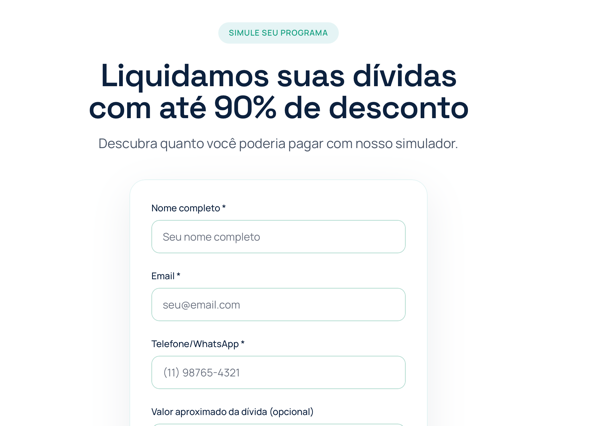 SIMULE SEU PROGRAMA
Liquidamos suas dívidas
com até 90% de desconto
Descubra quanto você poderia pagar com nosso simulador.
Nome completo *
Seu nome completo
Email *
seu@email.com
Telefone/WhatsApp *
(11) 98765-4321
Valor aproximado da dívida (opcional)